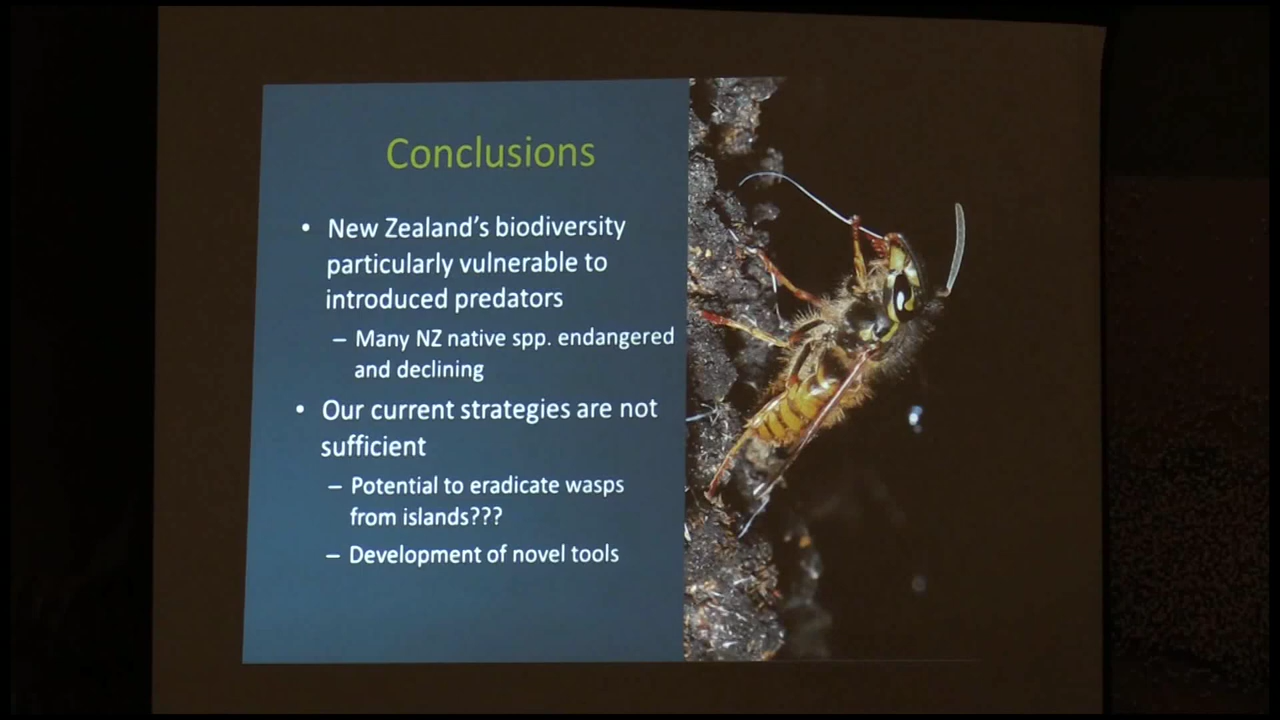 Conclusions
• New Zealand's biodiversity
particularly vulnerable to
introduced predators
– Many NZ native spp. endangered
and declining
• Our current strategies are not
sufficient
– Potential to eradicate wasps
from islands???
– Development of novel tools